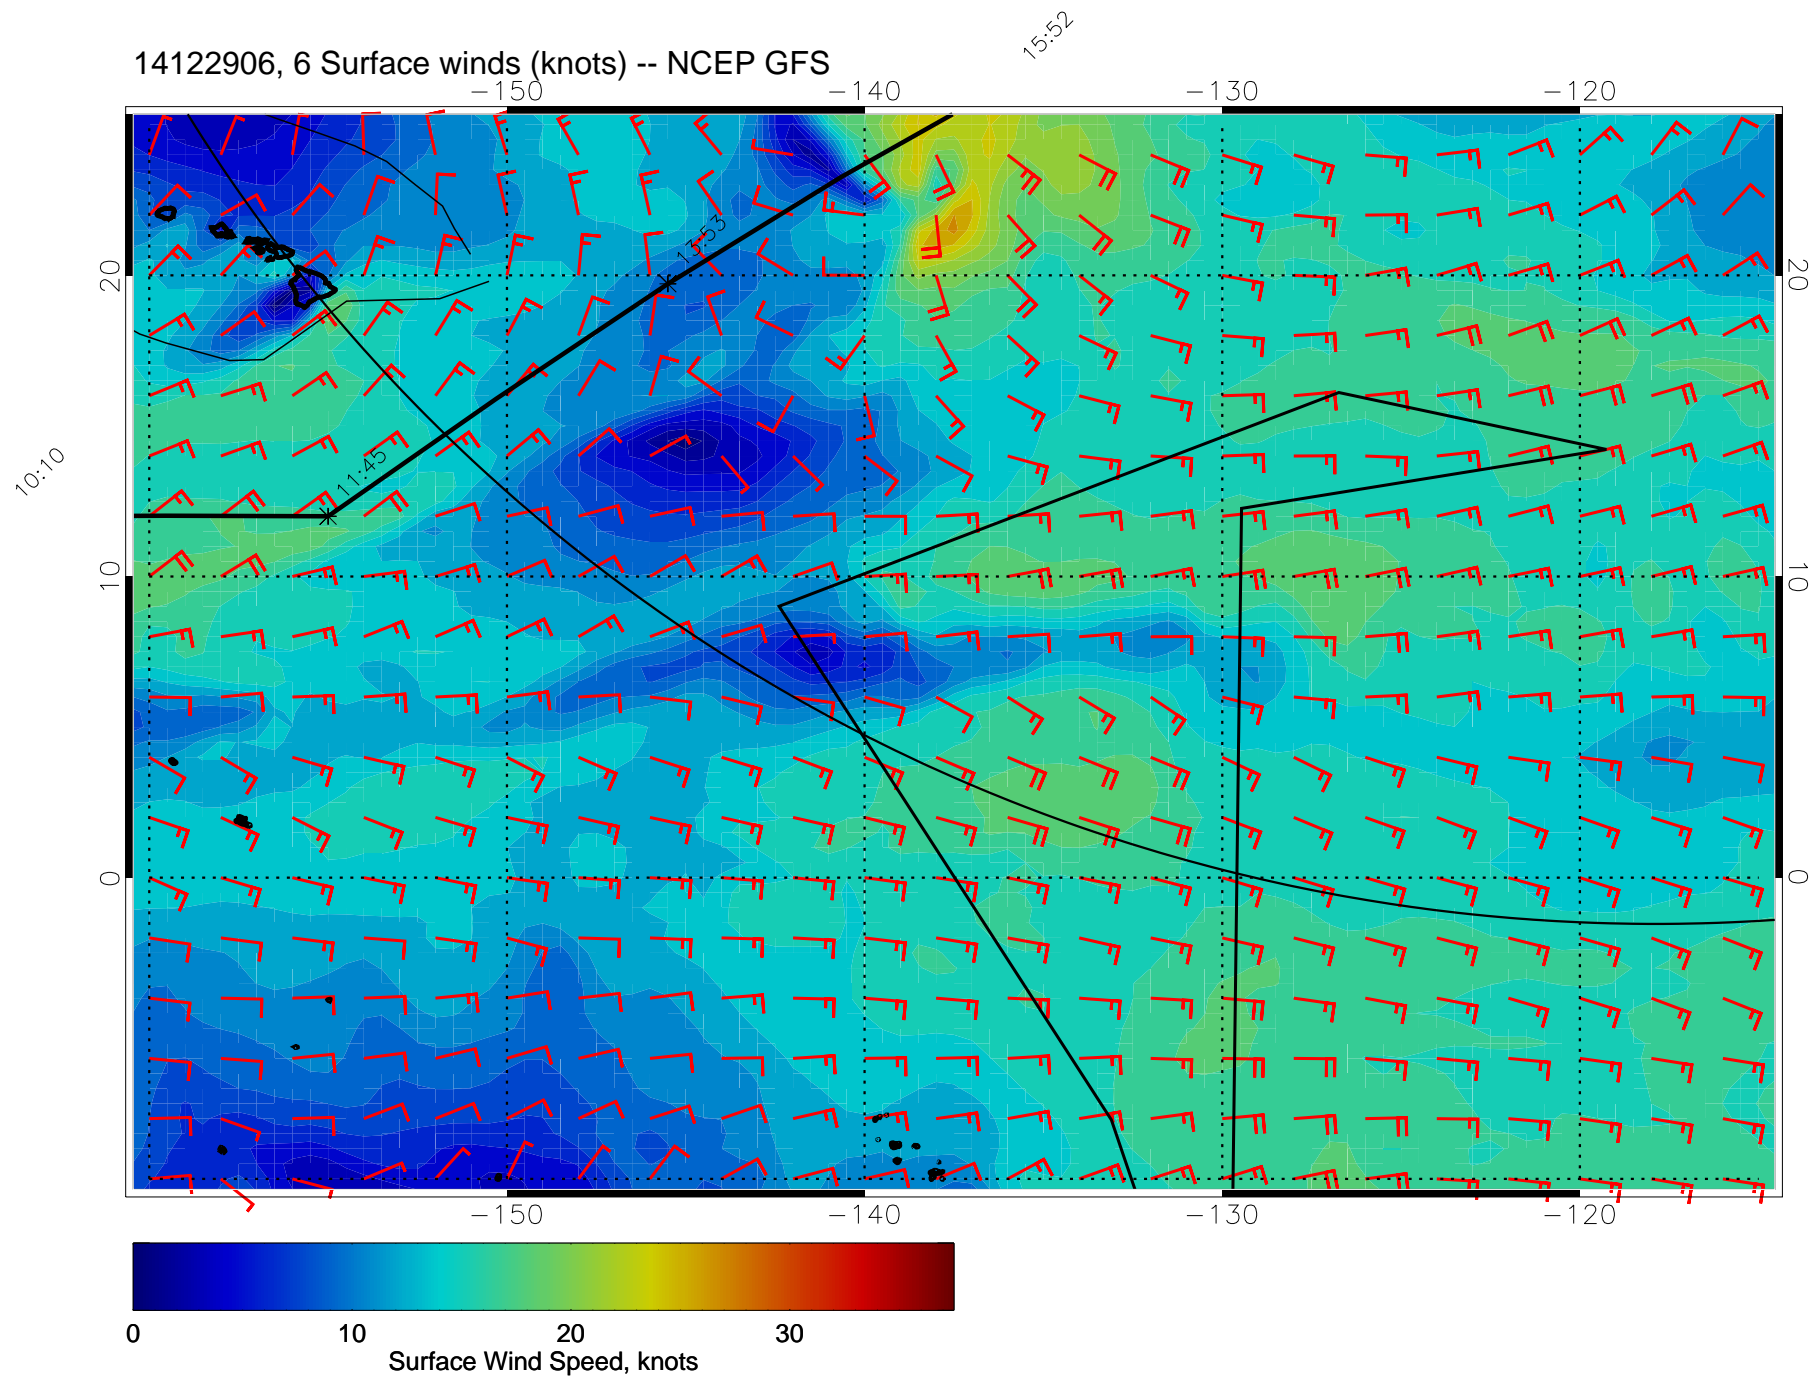 15:52
14122906, 6 Surface winds (knots) -- NCEP GFS
-150 -140 -130 -120
13:53
20 20
10:10
11:45
10 10
0 0
-150 -140 -130 -120
0 10 20 30
Surface Wind Speed, knots